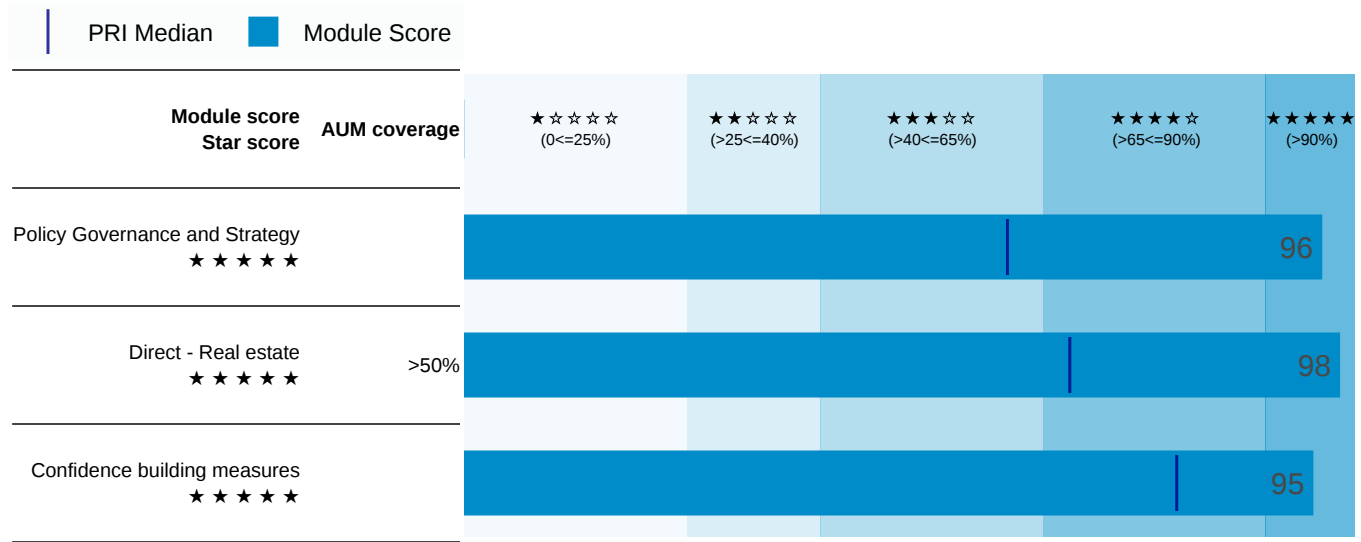 PRI Median Module Score
Module score
Star score
AUM coverage
★☆☆☆☆
(0<=25%)
★★☆☆☆
(>25<=40%)
★★★☆☆
(>40<=65%)
★★★★☆
(>65<=90%)
★★★★★
(>90%)
Policy Governance and Strategy
★★★★★
96
Direct - Real estate
★★★★★
>50%
98
Confidence building measures
★★★★★
95